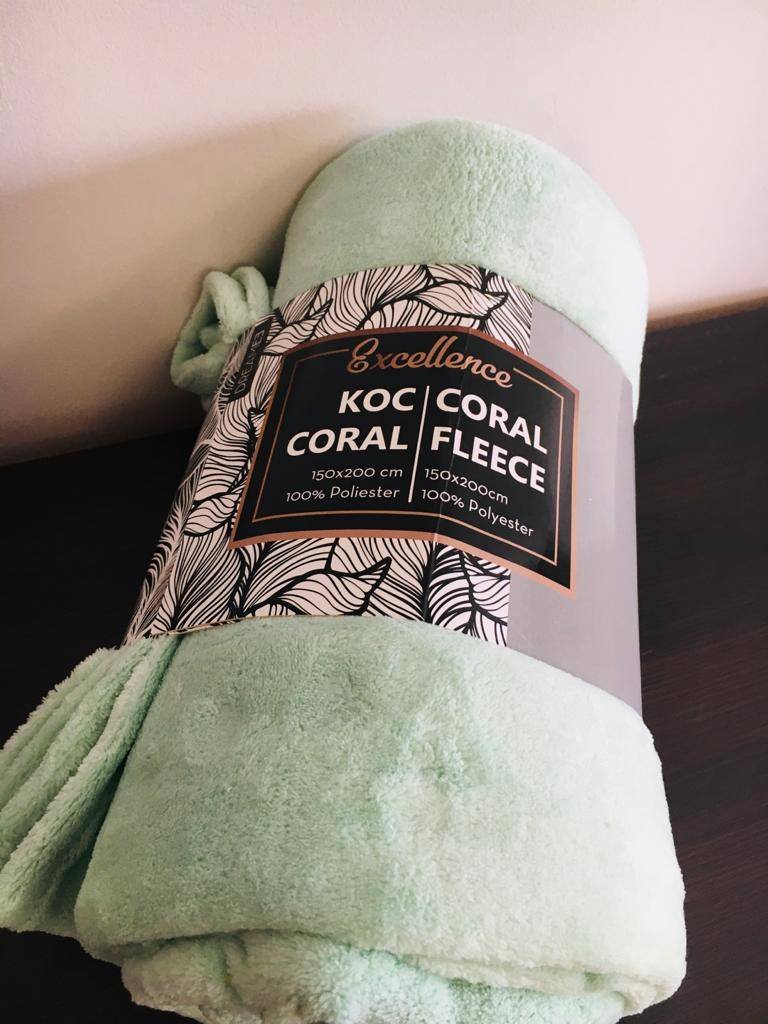 Excellence
KOC
CORAL
150x200 cm
100% Poliester
CORAL
FLEECE
150x200cm
100% Polyester